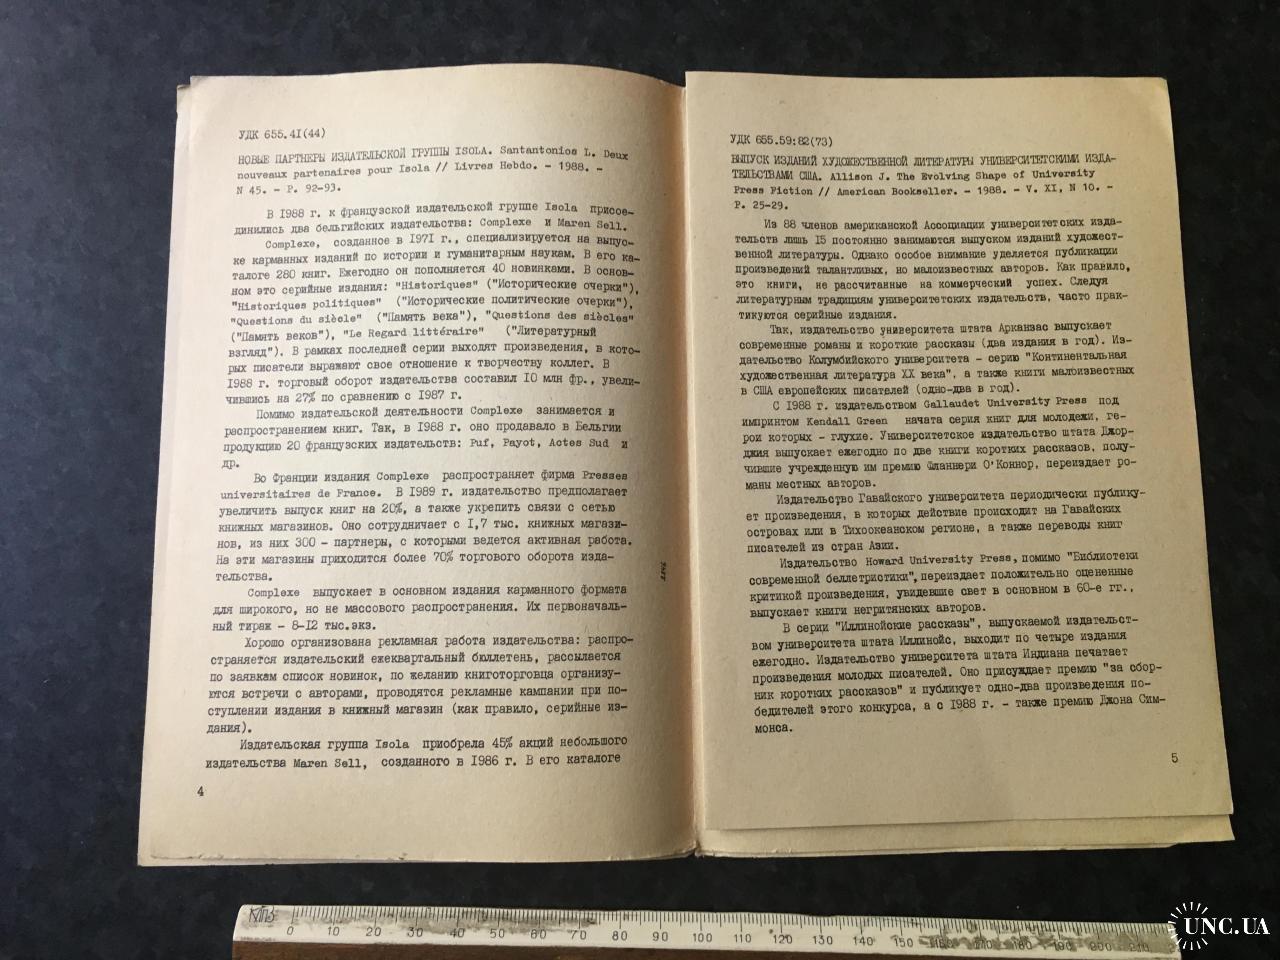 УДК 655.41(44)
НОВЫЕ ПАРТНЕРЫ ИЗДАТЕЛЬСКОЙ ГРУППЫ ISOLA. Santantonios L. Deux
nouveaux partenaires pour Isola // Livres Hebdo. - 1988. -
N 45. - P. 92-93.
В 1988 г. к французской издательской группе Isola присое-
динились два бельгийских издательства: Complexe и Maren Sell.
Complexe, созданное в 1971 г., специализируется на выпус-
ке карманных изданий по истории и гуманитарным наукам. В его ка-
талоге 280 книг. Ежегодно он пополняется 40 новинками. В основ-
ном это серийные издания: "Historiques" ("Исторические очерки"),
"Historiques politiques" ("Исторические политические очерки"),
"Questions du siècle" ("Память века"), "Questions des siècles"
("Память веков"), "Le Regard littéraire" ("Литературный
взгляд"). В рамках последней серии выходят произведения, в кото-
рых писатели выражают свое отношение к творчеству коллег. В
1988 г. торговый оборот издательства составил 10 млн фр., увели-
чившись на 27% по сравнению с 1987 г.
Помимо издательской деятельности Complexe занимается и
распространением книг. Так, в 1988 г. оно продавало в Бельгии
продукцию 20 французских издательств: Puf, Payot, Actes Sud и
др.
Во Франции издания Complexe распространяет фирма Presses
universitaires de France. В 1989 г. издательство предполагает
увеличить выпуск книг на 20%, а также укрепить связи с сетью
книжных магазинов. Оно сотрудничает с 1,7 тыс. книжных магази-
нов, из них 300 - партнеры, с которыми ведется активная работа.
На эти магазины приходится более 70% торгового оборота изда-
тельства.
Complexe выпускает в основном издания карманного формата
для широкого, но не массового распространения. Их первоначаль-
ный тираж - 8-12 тыс.экз.
Хорошо организована рекламная работа издательства: распро-
страняется издательский ежеквартальный бюллетень, рассылается
по заявкам список новинок, по желанию книготорговца организу-
ются встречи с авторами, проводятся рекламные кампании при по-
ступлении издания в книжный магазин (как правило, серийные из-
дания).
Издательская группа Isola приобрела 45% акций небольшого
издательства Maren Sell, созданного в 1986 г. В его каталоге
4
УДК 655.59:82(73)
ВЫПУСК ИЗДАНИЙ ХУДОЖЕСТВЕННОЙ ЛИТЕРАТУРЫ УНИВЕРСИТЕТСКИМИ ИЗДА-
ТЕЛЬСТВАМИ США. Allison J. The Evolving Shape of University
Press Fiction // American Bookseller. - 1988. - V. XI, N 10. -
P. 25-29.
Из 88 членов американской Ассоциации университетских изда-
тельств лишь 15 постоянно занимаются выпуском изданий художест-
венной литературы. Однако особое внимание уделяется публикации
произведений талантливых, но малоизвестных авторов. Как правило,
это книги, не рассчитанные на коммерческий успех. Следуя
литературным традициям университетских издательств, часто прак-
тикуются серийные издания.
Так, издательство университета штата Арканзас выпускает
современные романы и короткие рассказы (два издания в год). Из-
дательство Колумбийского университета - серию "Континентальная
художественная литература XX века", а также книги малоизвестных
в США европейских писателей (одно-два в год).
С 1988 г. издательством Gallaudet University Press под
импринтом Kendall Green начата серия книг для молодежи, ге-
рои которых - глухие. Университетское издательство штата Джор-
джия выпускает ежегодно по две книги коротких рассказов, полу-
чившие учрежденную им премию Фланнери О'Коннор, переиздает ро-
маны местных авторов.
Издательство Гавайского университета периодически публику-
ет произведения, в которых действие происходит на Гавайских
островах или в Тихоокеанском регионе, а также переводы книг
писателей из стран Азии.
Издательство Howard University Press, помимо "Библиотеки
современной беллетристики", переиздает положительно оцененные
критикой произведения, увидевшие свет в основном в 60-е гг.,
выпускает книги негритянских авторов.
В серии "Иллинойские рассказы", выпускаемой издательст-
вом университета штата Иллинойс, выходит по четыре издания
ежегодно. Издательство университета штата Индиана печатает
произведения молодых писателей. Оно присуждает премию "за сбор-
ник коротких рассказов" и публикует одно-два произведения по-
бедителей этого конкурса, а с 1988 г. - также премию Джона Сим-
монса.
5
0 10 20 30 40 50 60 70 80 90 100 110 120 130 140 150 160 170 180 190 200 210
UNC.UA